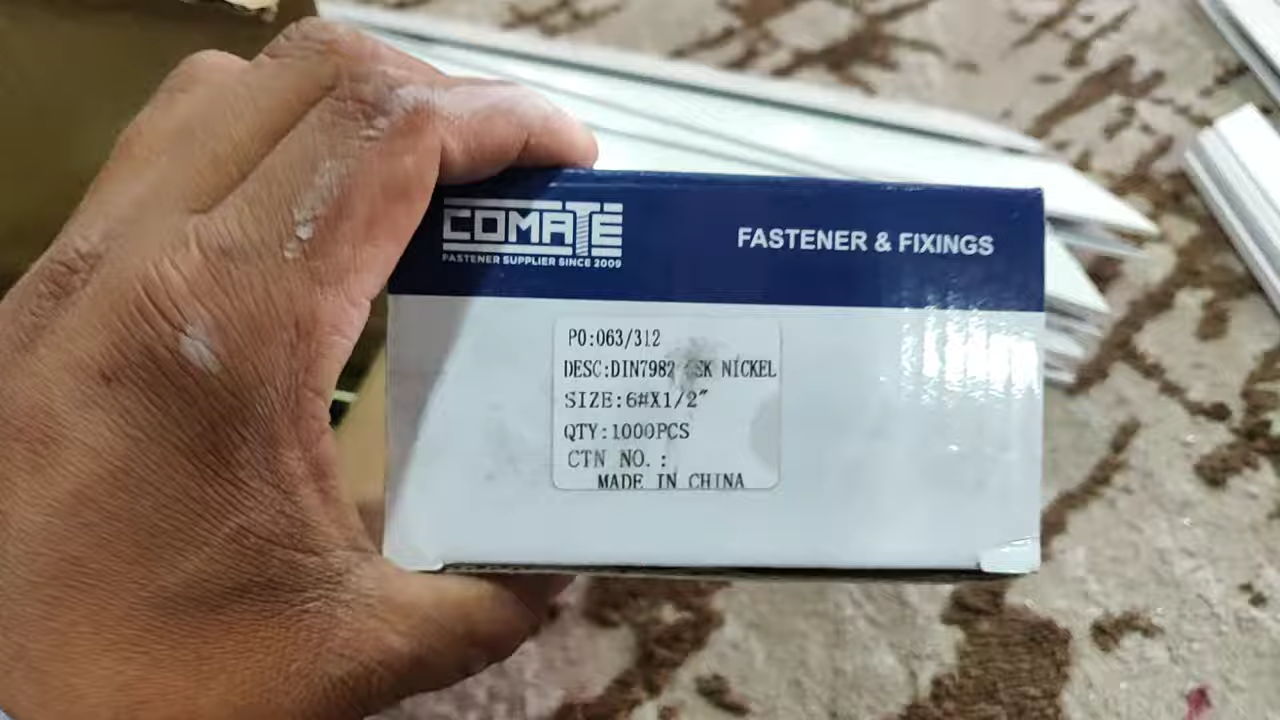 COMATE
FASTENER SUPPLIER SINCE 2009
FASTENER & FIXINGS
PO:063/312
DESC:DIN7982 CSK NICKEL
SIZE:6#X1/2"
QTY:1000PCS
CTN NO.:
MADE IN CHINA